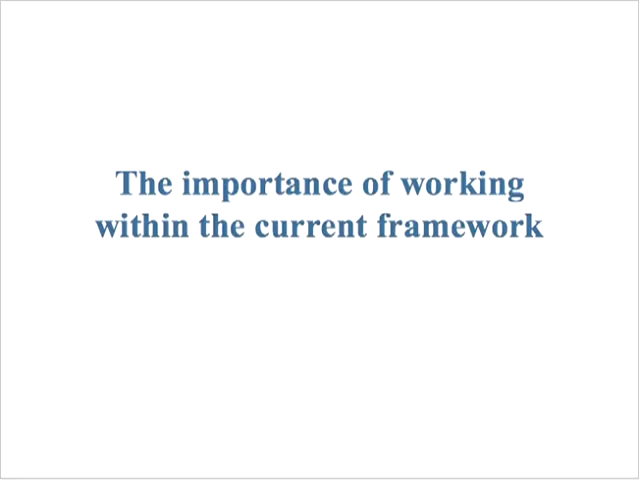 The importance of working
within the current framework